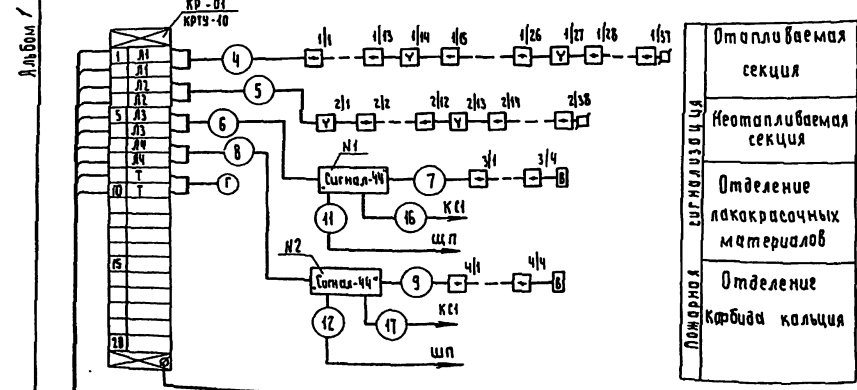 Альбом 1
КР-01
КРТУ-10
1 Л1
Л1
Л2
Л2
5 Л3
Л3
Л4
Л4
Т
10 Т
15
20
4
1/1 1/13 1/14 1/15 1/26 1/27 1/28 1/37
5
2/1 2/2 2/12 2/13 2/14 2/38
6
N1
„Сигнал-44"
7
3/1 3/4
В
8
Г
11
16
КС1
ЩП
N2
„Сигнал-44"
9
4/1 4/4
В
12
17
КС1
ШП
Пожарная сигнализация
Отапливаемая
секция
Неотапливаемая
секция
Отделение
лакокрасочных
материалов
Отделение
карбида кальция